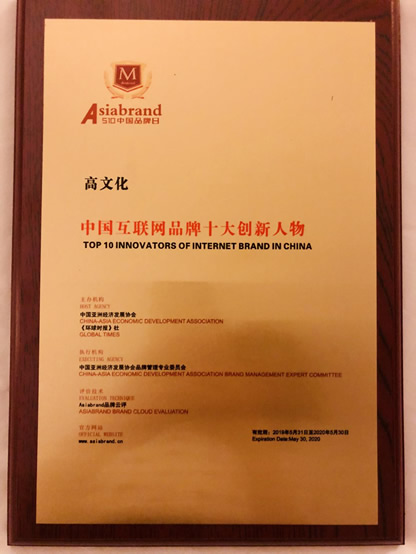 M
Asiabrand
510中国品牌日
高文化
中国互联网品牌十大创新人物
TOP 10 INNOVATORS OF INTERNET BRAND IN CHINA
主办机构
HOST AGENCY
中国亚洲经济发展协会
CHINA-ASIA ECONOMIC DEVELOPMENT ASSOCIATION
《环球时报》社
GLOBAL TIMES
执行机构
EXECUTING AGENCY
中国亚洲经济发展协会品牌管理专业委员会
CHINA-ASIA ECONOMIC DEVELOPMENT ASSOCIATION BRAND MANAGEMENT EXPERT COMMITTEE
评价技术
EVALUATION TECHNIQUE
Asiabrand品牌云评
ASIABRAND BRAND CLOUD EVALUATION
官方网站
OFFICIAL WEBSITE
www.asiabrand.cn
有效期：2019年5月31日至2020年5月30日
Expiration Date:May 30, 2020